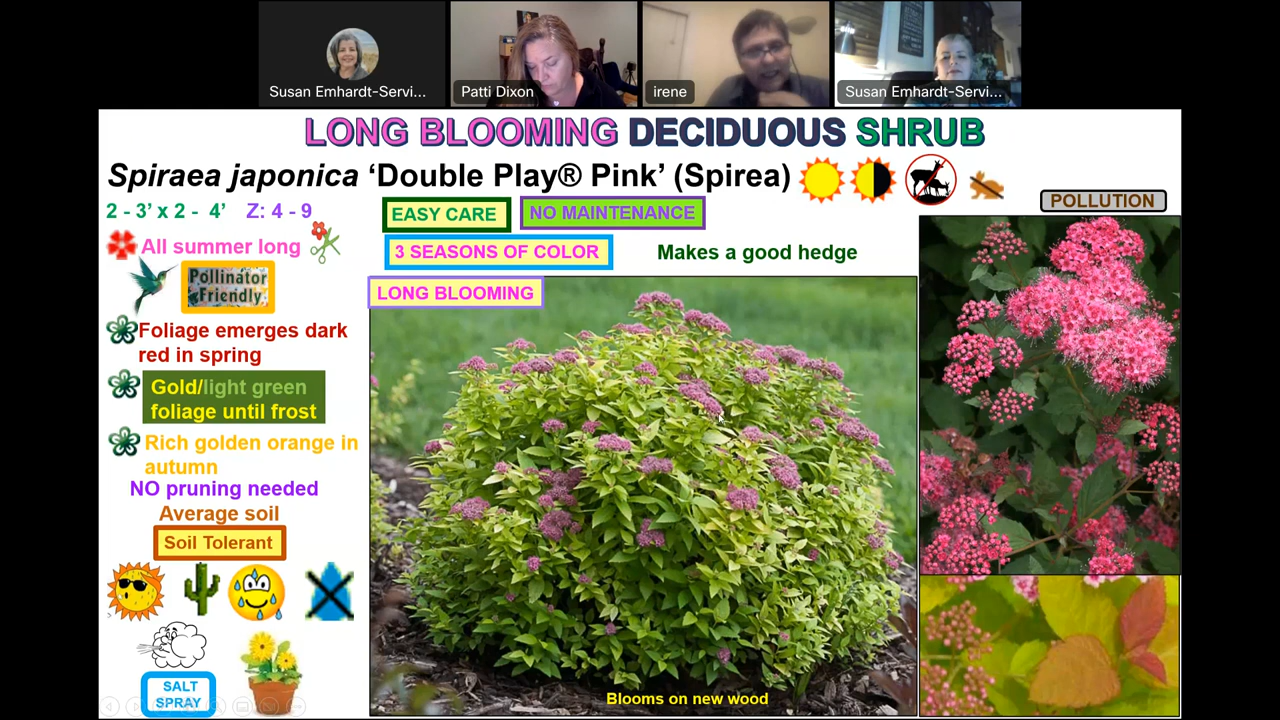 Susan Emhardt-Servi...
Patti Dixon
irene
Susan Emhardt-Servi...
LONG BLOOMING DECIDUOUS SHRUB
Spiraea japonica ‘Double Play® Pink’ (Spirea)
POLLUTION
2 - 3’ x 2 - 4’ Z: 4 - 9
EASY CARE
NO MAINTENANCE
All summer long
3 SEASONS OF COLOR
Makes a good hedge
Pollinator
Friendly
LONG BLOOMING
Foliage emerges dark
red in spring
Gold/light green
foliage until frost
Rich golden orange in
autumn
NO pruning needed
Average soil
Soil Tolerant
SALT
SPRAY
Blooms on new wood